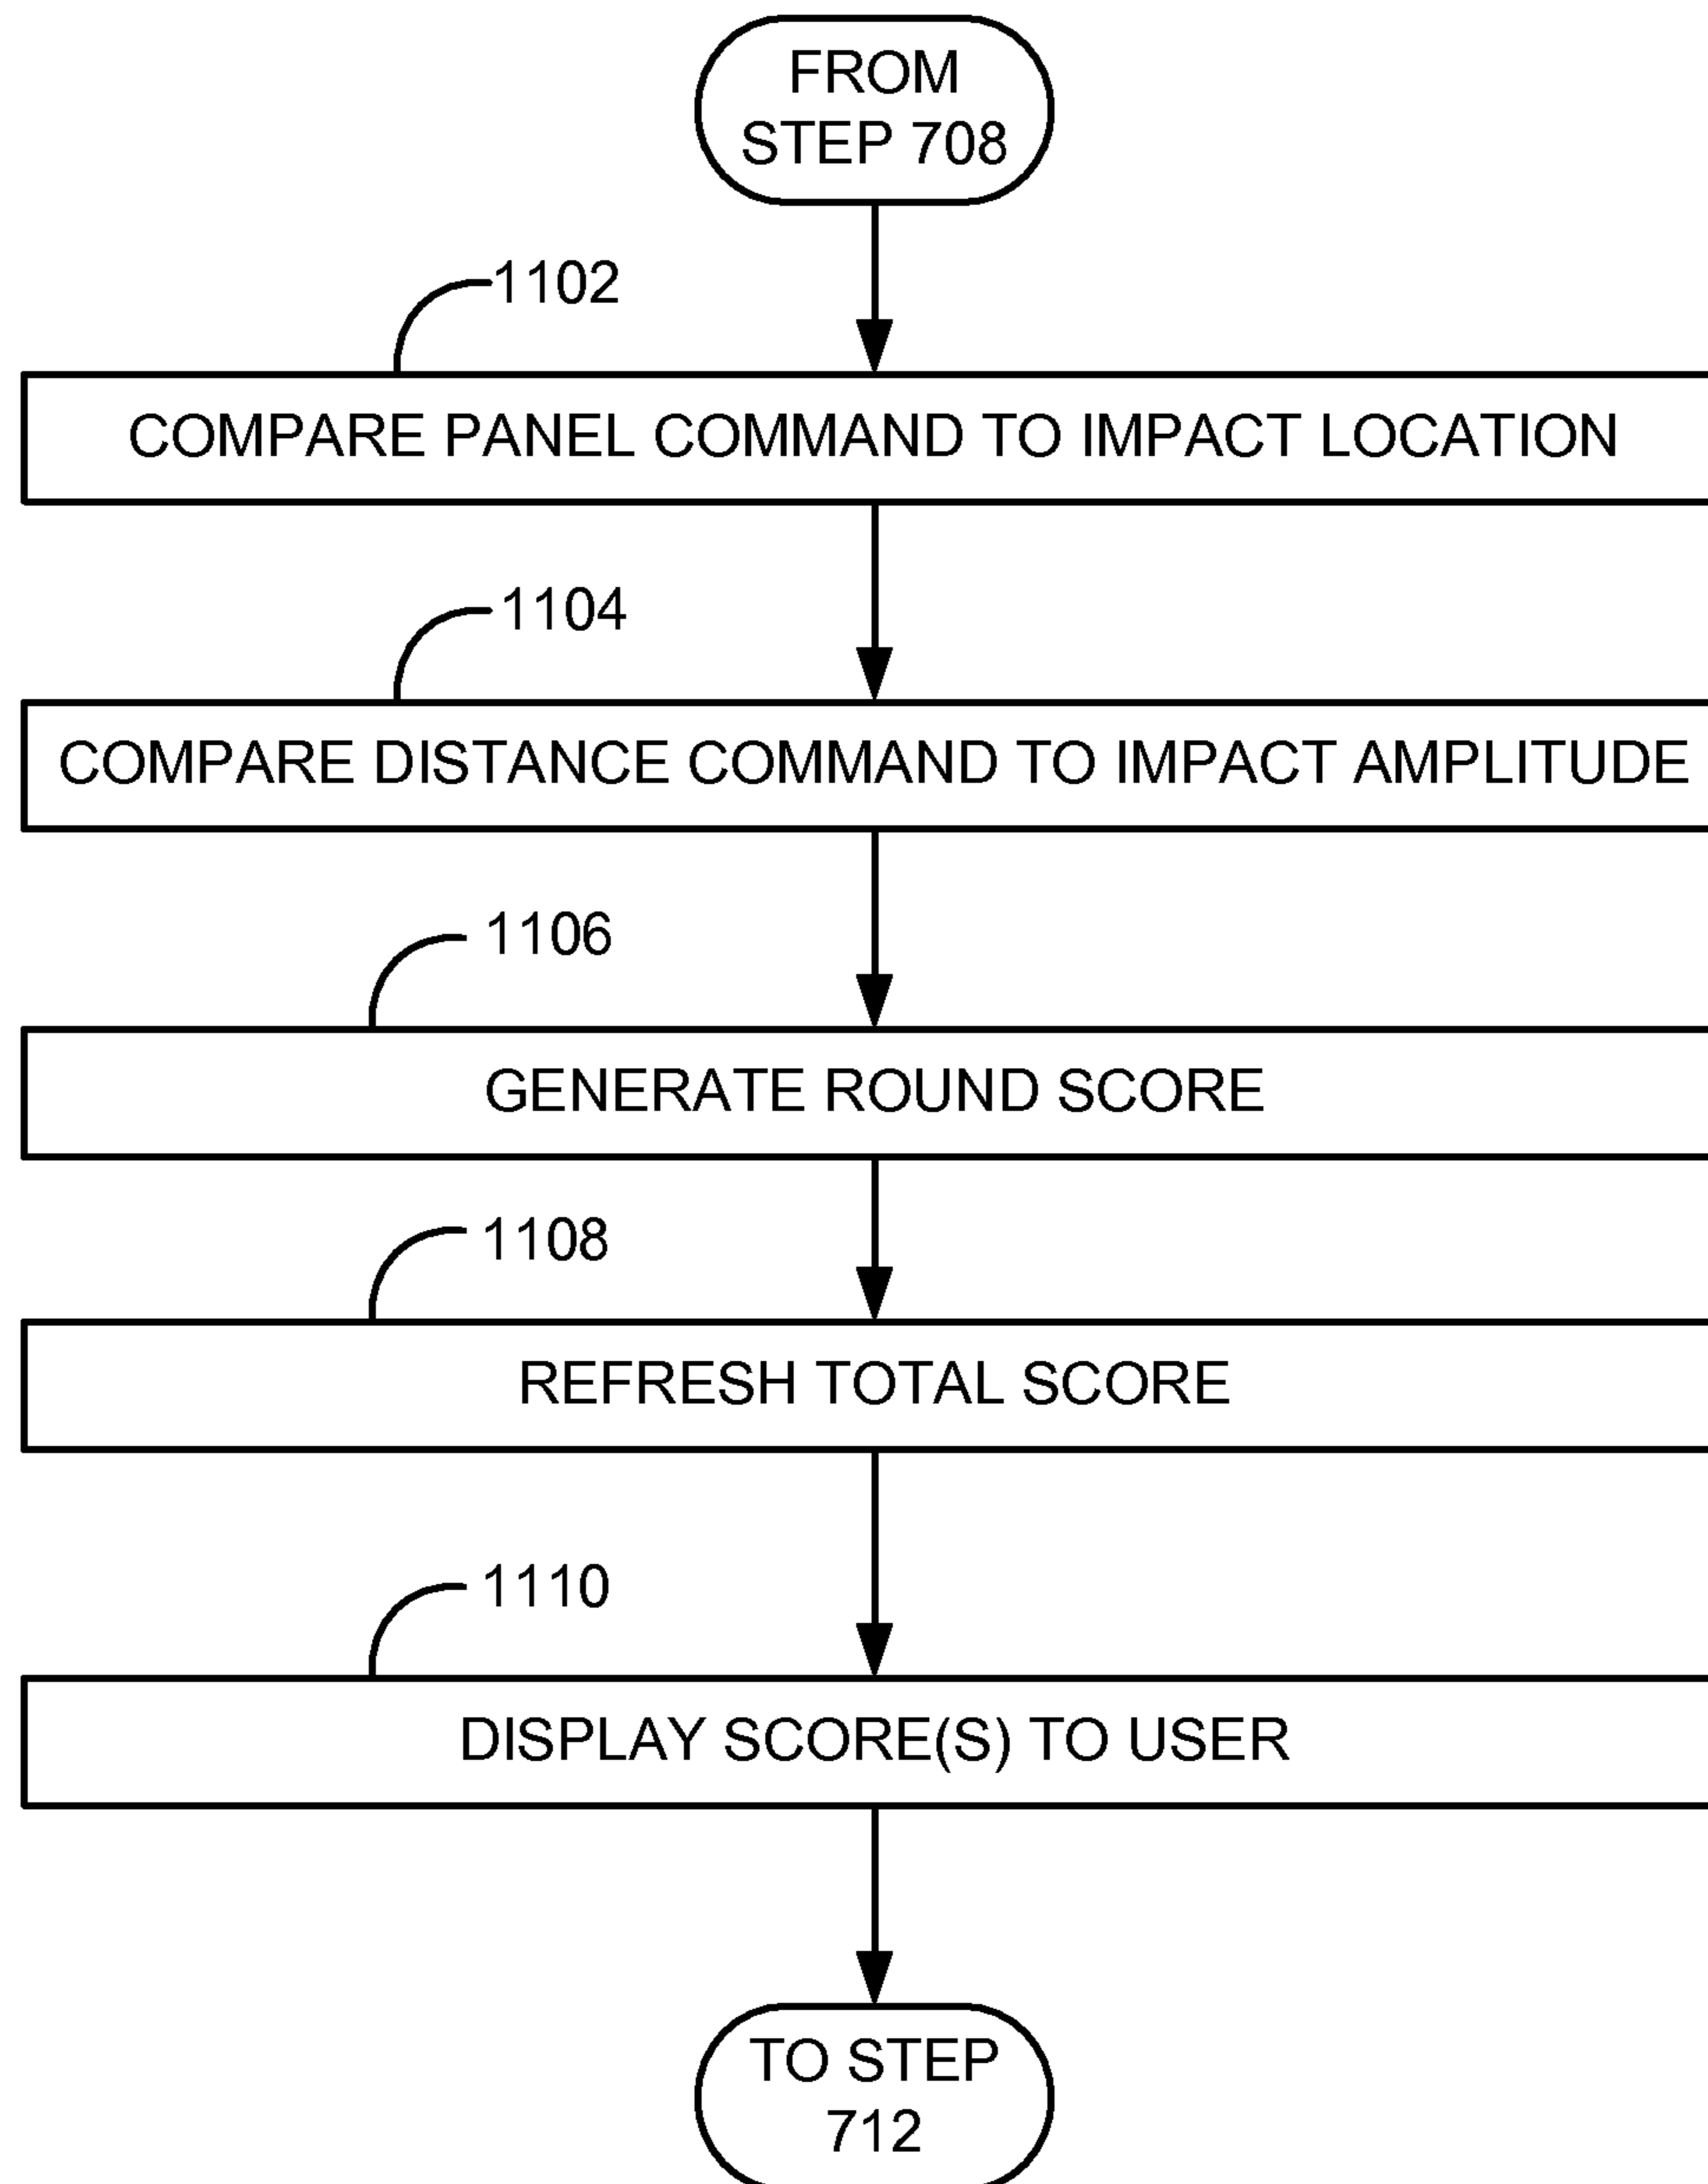 FROM
STEP 708
1102
COMPARE PANEL COMMAND TO IMPACT LOCATION
1104
COMPARE DISTANCE COMMAND TO IMPACT AMPLITUDE
1106
GENERATE ROUND SCORE
1108
REFRESH TOTAL SCORE
1110
DISPLAY SCORE(S) TO USER
TO STEP
712